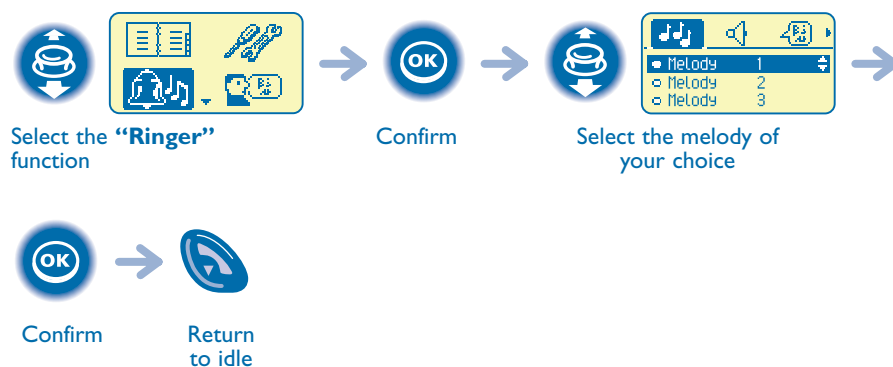 OK
Melody 1
Melody 2
Melody 3
Select the “Ringer”
function
Confirm
Select the melody of
your choice
OK
Confirm
Return
to idle